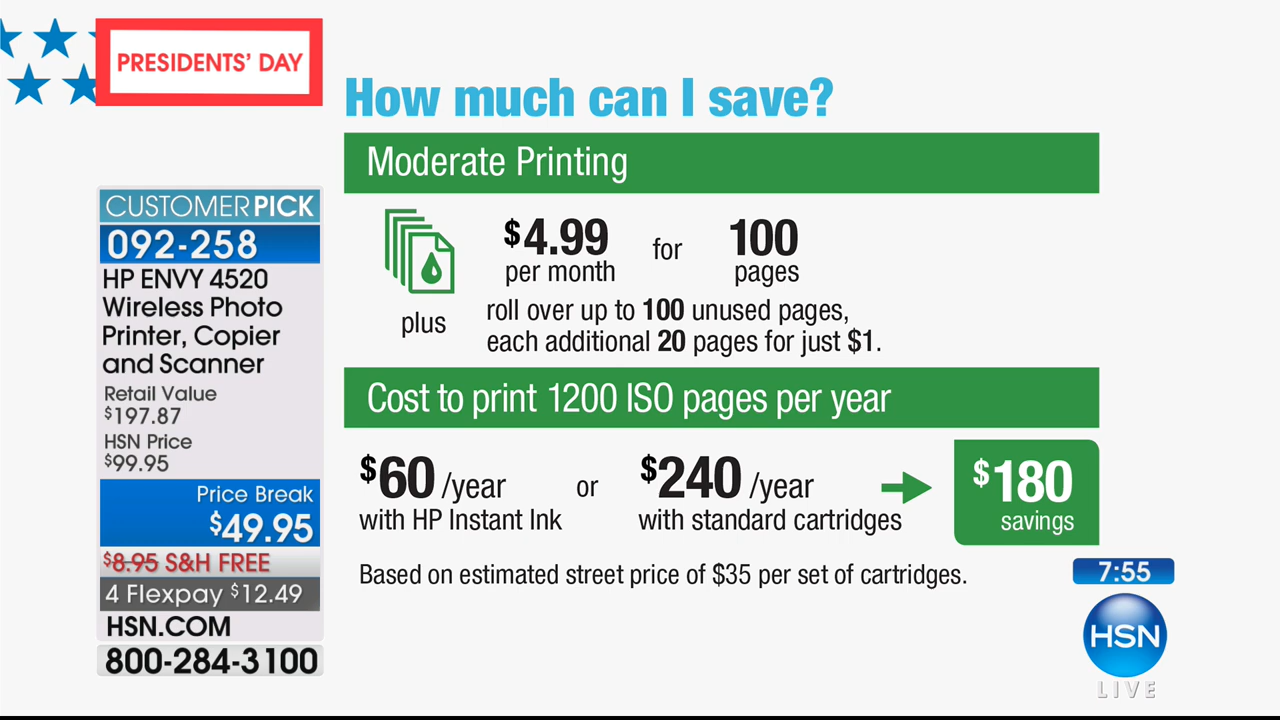 PRESIDENTS' DAY
How much can I save?
Moderate Printing
$4.99 for 100
per month pages
plus
roll over up to 100 unused pages,
each additional 20 pages for just $1.
Cost to print 1200 ISO pages per year
$60 /year or $240 /year $180
with HP Instant Ink with standard cartridges savings
Based on estimated street price of $35 per set of cartridges.
CUSTOMER PICK
092-258
HP ENVY 4520
Wireless Photo
Printer, Copier
and Scanner
Retail Value
$197.87
HSN Price
$99.95
Price Break
$49.95
$8.95 S&H FREE
4 Flexpay $12.49
HSN.COM
800-284-3100
7:55
HSN
LIVE